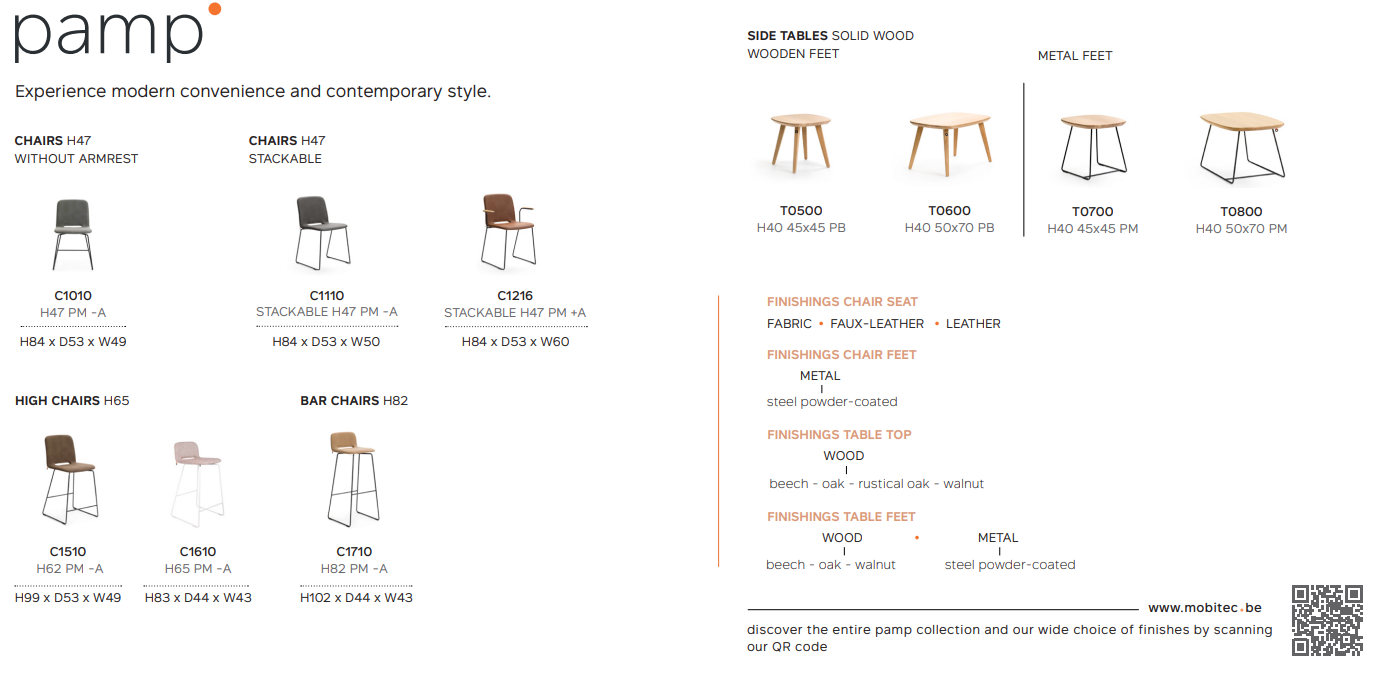 pamp
Experience modern convenience and contemporary style.
CHAIRS H47
WITHOUT ARMREST
CHAIRS H47
STACKABLE
C1010
H47 PM -A
H84 x D53 x W49
C1110
STACKABLE H47 PM -A
H84 x D53 x W50
C1216
STACKABLE H47 PM +A
H84 x D53 x W60
HIGH CHAIRS H65
BAR CHAIRS H82
C1510
H62 PM -A
H99 x D53 x W49
C1610
H65 PM -A
H83 x D44 x W43
C1710
H82 PM -A
H102 x D44 x W43
SIDE TABLES SOLID WOOD
WOODEN FEET
METAL FEET
T0500
H40 45x45 PB
T0600
H40 50x70 PB
T0700
H40 45x45 PM
T0800
H40 50x70 PM
FINISHINGS CHAIR SEAT
FABRIC • FAUX-LEATHER • LEATHER
FINISHINGS CHAIR FEET
METAL
steel powder-coated
FINISHINGS TABLE TOP
WOOD
beech - oak - rustical oak - walnut
FINISHINGS TABLE FEET
WOOD • METAL
beech - oak - walnut
steel powder-coated
www.mobitec.be
discover the entire pamp collection and our wide choice of finishes by scanning
our QR code